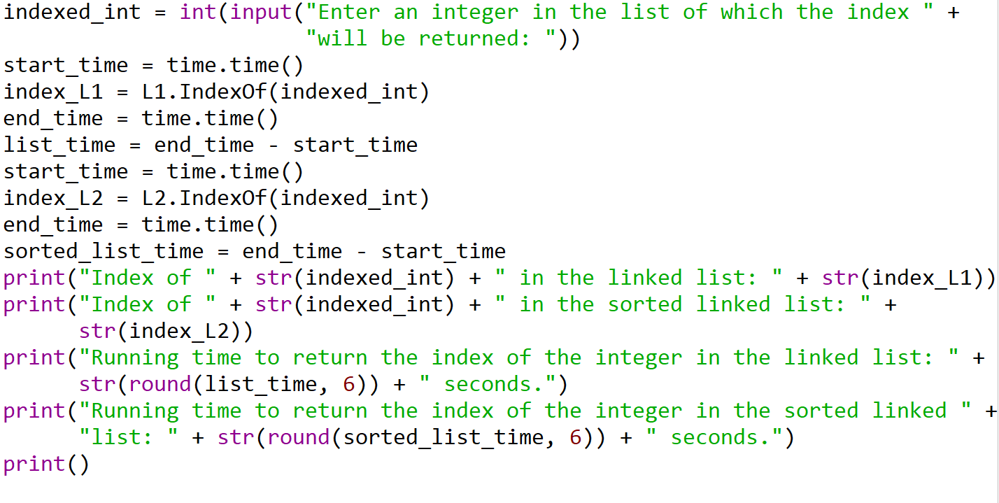 indexed_int = int(input("Enter an integer in the list of which the index " +
                        "will be returned: "))
start_time = time.time()
index_L1 = L1.IndexOf(indexed_int)
end_time = time.time()
list_time = end_time - start_time
start_time = time.time()
index_L2 = L2.IndexOf(indexed_int)
end_time = time.time()
sorted_list_time = end_time - start_time
print("Index of " + str(indexed_int) + " in the linked list: " + str(index_L1))
print("Index of " + str(indexed_int) + " in the sorted linked list: " +
      str(index_L2))
print("Running time to return the index of the integer in the linked list: " +
      str(round(list_time, 6)) + " seconds.")
print("Running time to return the index of the integer in the sorted linked " +
      "list: " + str(round(sorted_list_time, 6)) + " seconds.")
print()